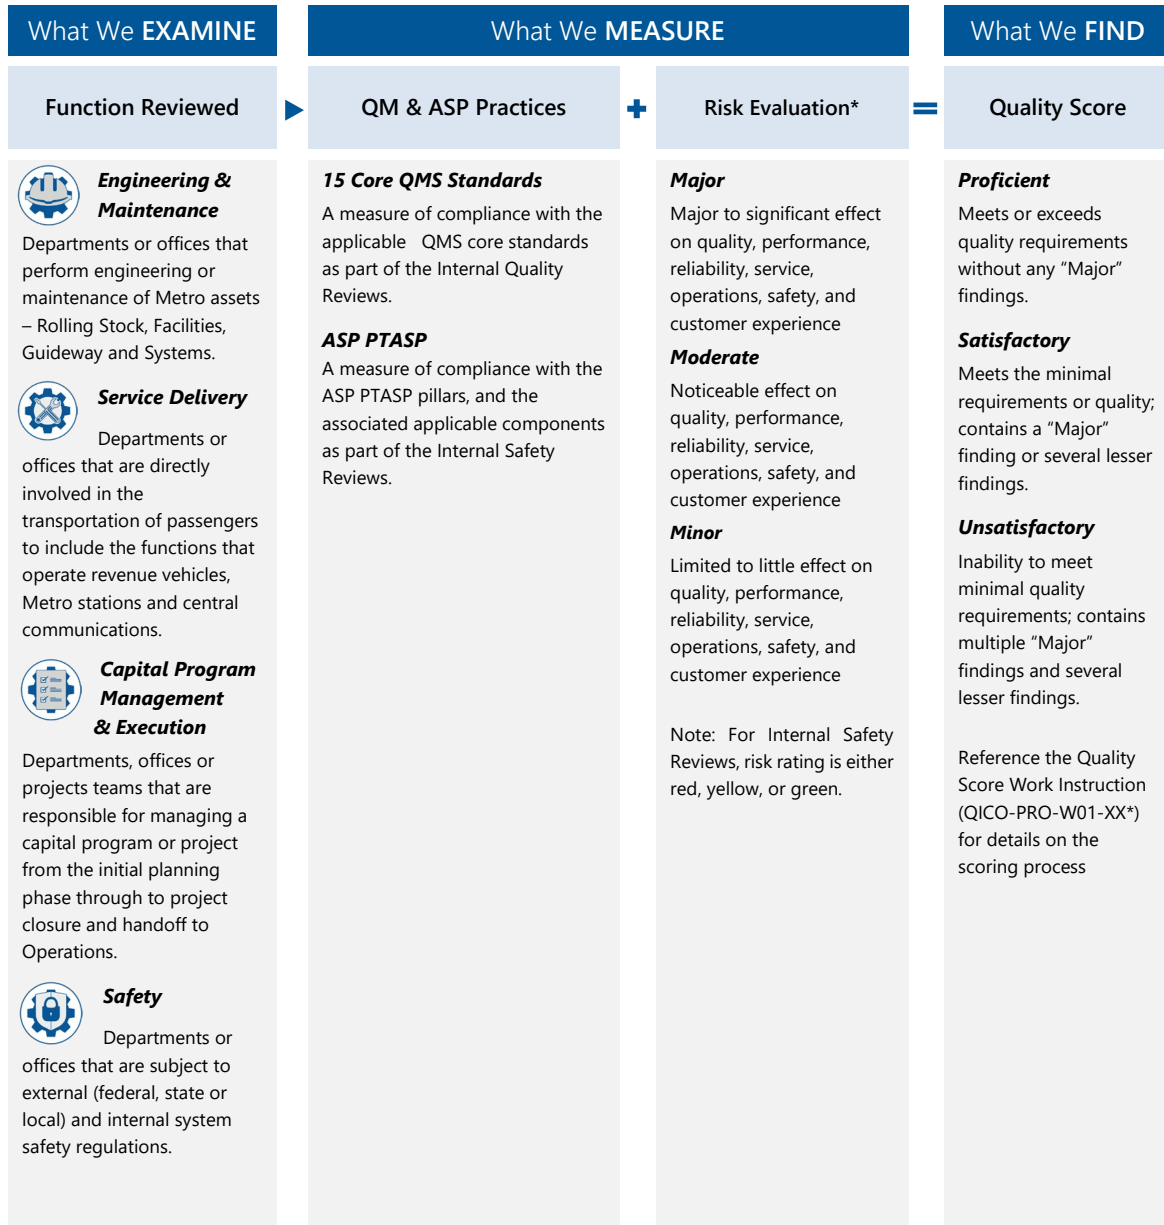 What We EXAMINE
What We MEASURE
What We FIND
Function Reviewed
QM & ASP Practices
Risk Evaluation*
Quality Score
Engineering &
Maintenance
Departments or offices that
perform engineering or
maintenance of Metro assets
– Rolling Stock, Facilities,
Guideway and Systems.
Service Delivery
Departments or
offices that are directly
involved in the
transportation of passengers
to include the functions that
operate revenue vehicles,
Metro stations and central
communications.
Capital Program
Management
& Execution
Departments, offices or
projects teams that are
responsible for managing a
capital program or project
from the initial planning
phase through to project
closure and handoff to
Operations.
Safety
Departments or
offices that are subject to
external (federal, state or
local) and internal system
safety regulations.
15 Core QMS Standards
A measure of compliance with the
applicable QMS core standards
as part of the Internal Quality
Reviews.
ASP PTASP
A measure of compliance with the
ASP PTASP pillars, and the
associated applicable components
as part of the Internal Safety
Reviews.
Major
Major to significant effect
on quality, performance,
reliability, service,
operations, safety, and
customer experience
Moderate
Noticeable effect on
quality, performance,
reliability, service,
operations, safety, and
customer experience
Minor
Limited to little effect on
quality, performance,
reliability, service,
operations, safety, and
customer experience
Note: For Internal Safety
Reviews, risk rating is either
red, yellow, or green.
Proficient
Meets or exceeds
quality requirements
without any “Major”
findings.
Satisfactory
Meets the minimal
requirements or quality;
contains a “Major”
finding or several lesser
findings.
Unsatisfactory
Inability to meet
minimal quality
requirements; contains
multiple “Major”
findings and several
lesser findings.
Reference the Quality
Score Work Instruction
(QICO-PRO-W01-XX*)
for details on the
scoring process